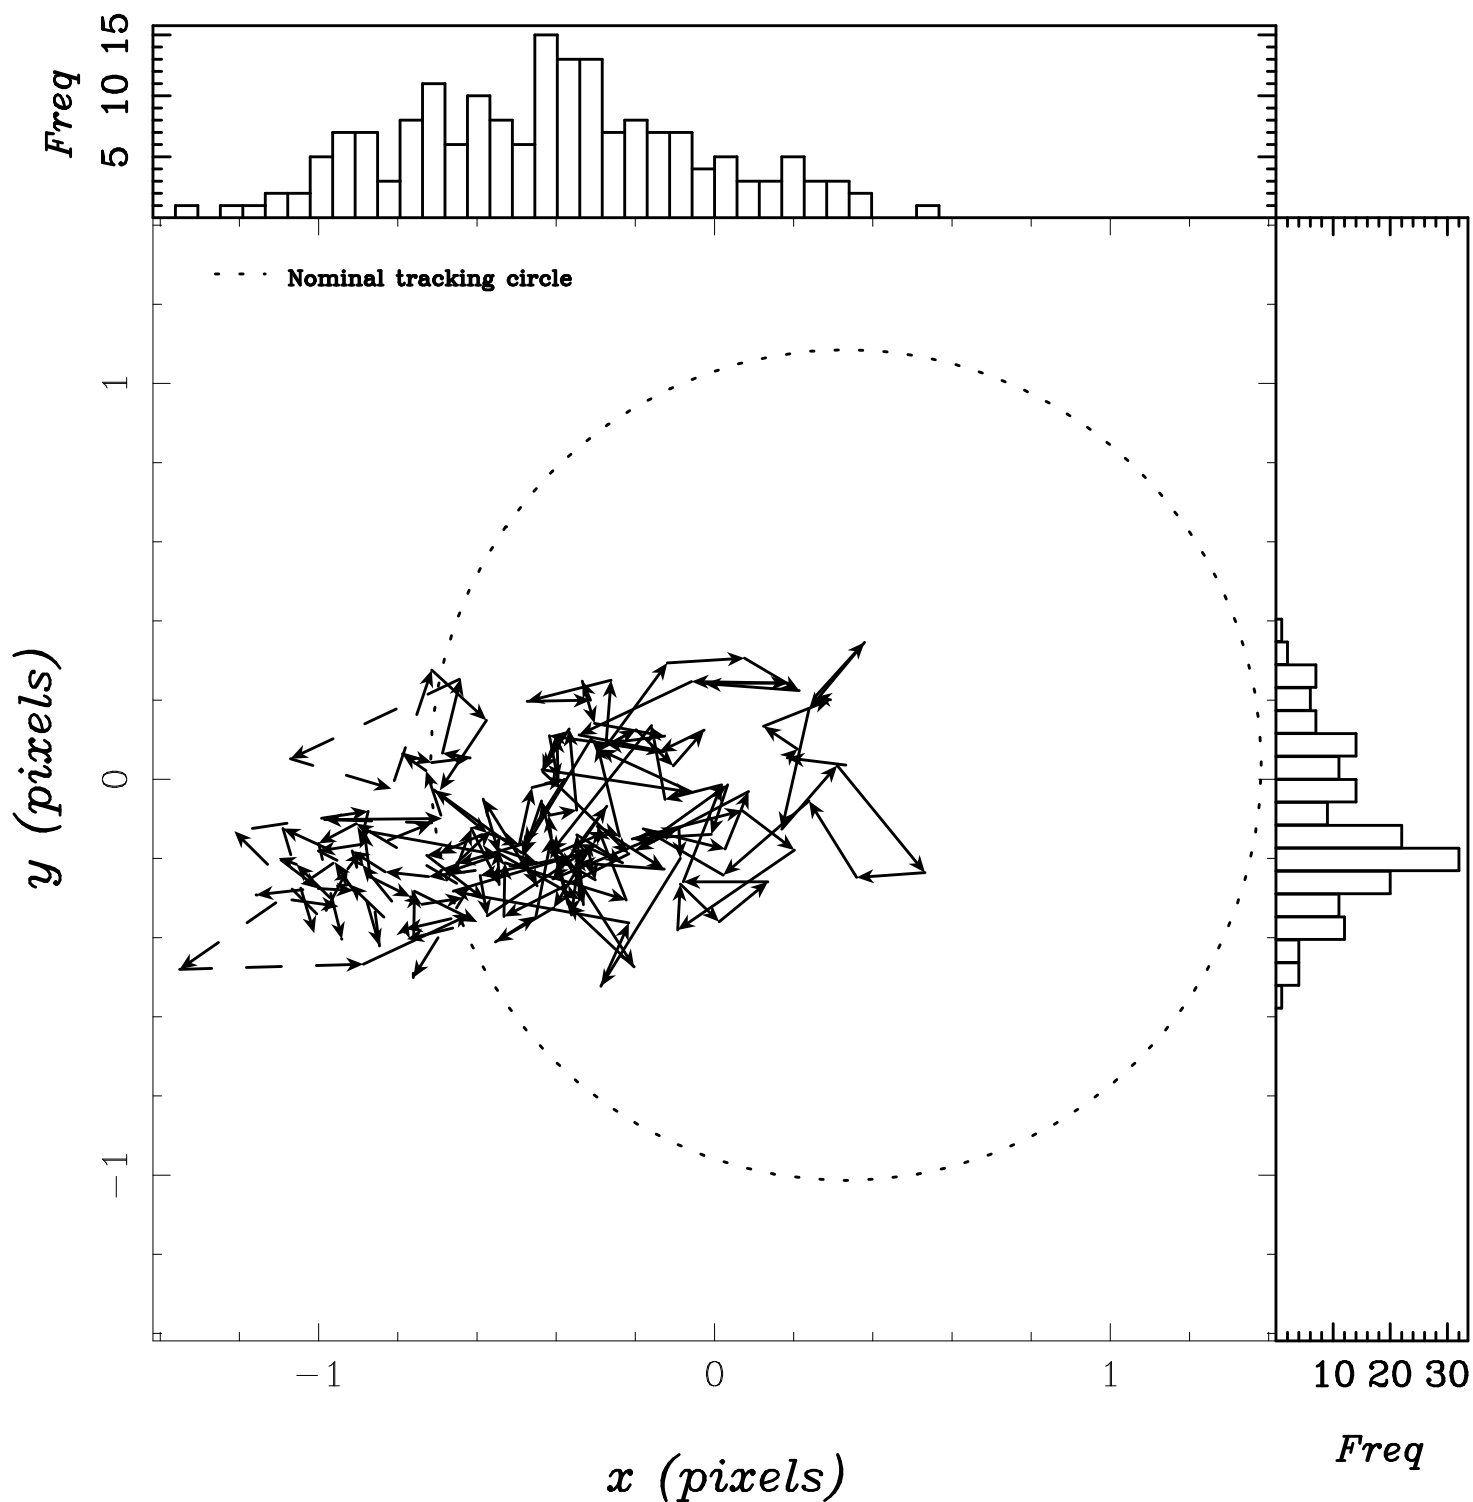 Freq
5 10 15
Nominal tracking circle
y (pixels)
1
0
−1
−1 0 1
10 20 30
Freq
x (pixels)